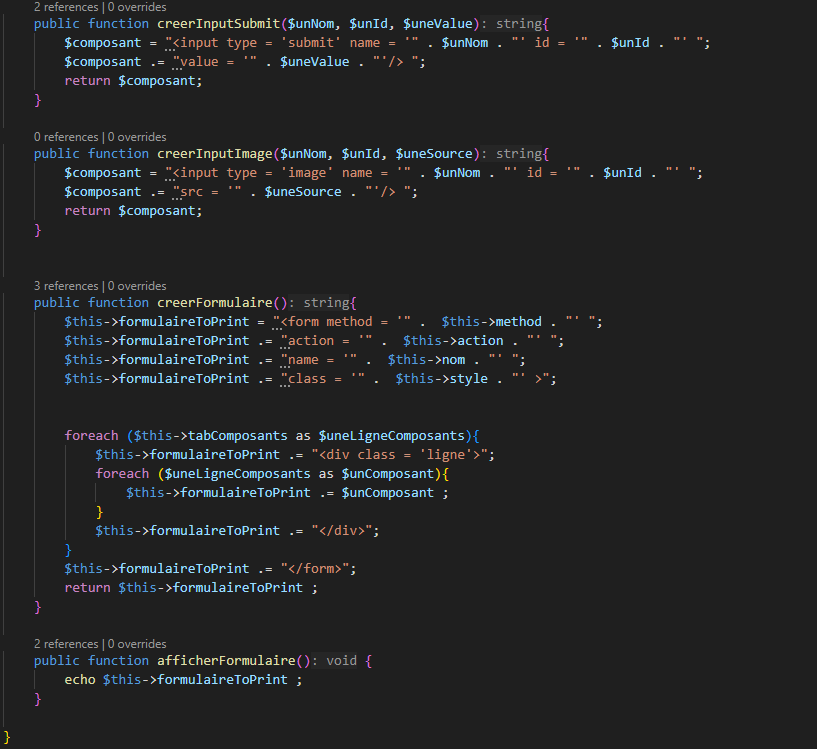 2 references | 0 overrides
public function creerInputSubmit($unNom, $unId, $uneValue): string{
$composant = "<input type = 'submit' name = '" . $unNom . "' id = '" . $unId . "' ";
$composant .= "value = '" . $uneValue . "'/> ";
return $composant;
}
0 references | 0 overrides
public function creerInputImage($unNom, $unId, $uneSource): string{
$composant = "<input type = 'image' name = '" . $unNom . "' id = '" . $unId . "' ";
$composant .= "src = '" . $uneSource . "'/> ";
return $composant;
}
3 references | 0 overrides
public function creerFormulaire(): string{
$this->formulaireToPrint = "<form method = '" .  $this->method . "' ";
$this->formulaireToPrint .= "action = '" .  $this->action . "' ";
$this->formulaireToPrint .= "name = '" .  $this->nom . "' ";
$this->formulaireToPrint .= "class = '" .  $this->style . "' >";
foreach ($this->tabComposants as $uneLigneComposants){
$this->formulaireToPrint .= "<div class = 'ligne'>";
foreach ($uneLigneComposants as $unComposant){
$this->formulaireToPrint .= $unComposant ;
}
$this->formulaireToPrint .= "</div>";
}
$this->formulaireToPrint .= "</form>";
return $this->formulaireToPrint ;
}
2 references | 0 overrides
public function afficherFormulaire(): void {
echo $this->formulaireToPrint ;
}
}